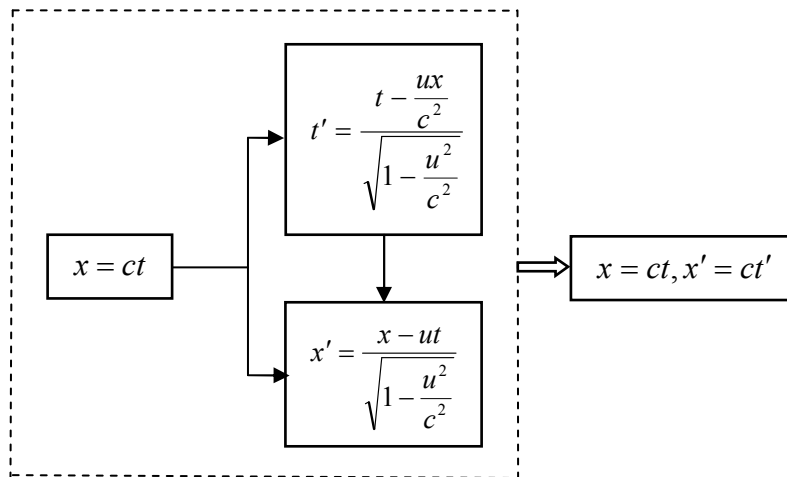 t′ = (t − ux/c²) / √(1 − u²/c²)
x = ct
x = ct, x′ = ct′
x′ = (x − ut) / √(1 − u²/c²)